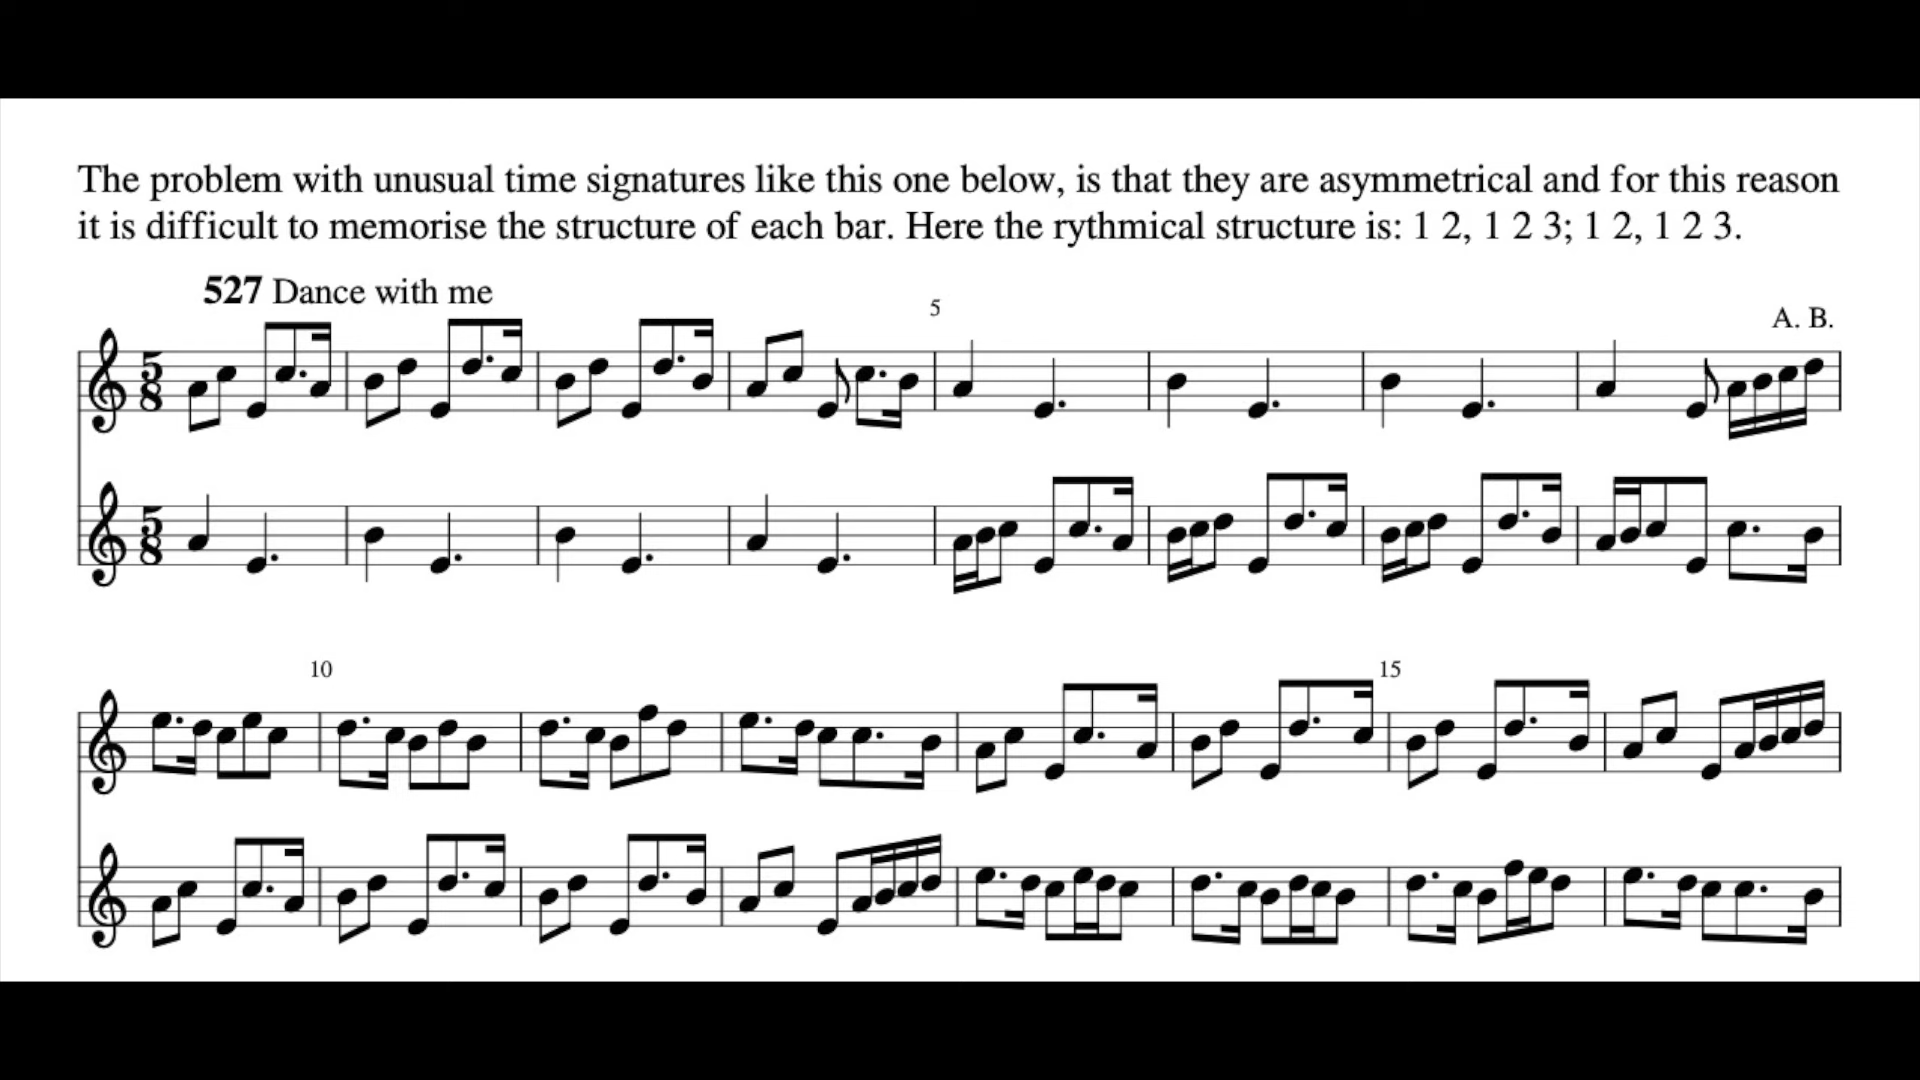 The problem with unusual time signatures like this one below, is that they are asymmetrical and for this reason
it is difficult to memorise the structure of each bar. Here the rythmical structure is: 1 2, 1 2 3; 1 2, 1 2 3.
527 Dance with me
5
A. B.
5
8
5
8
10
15